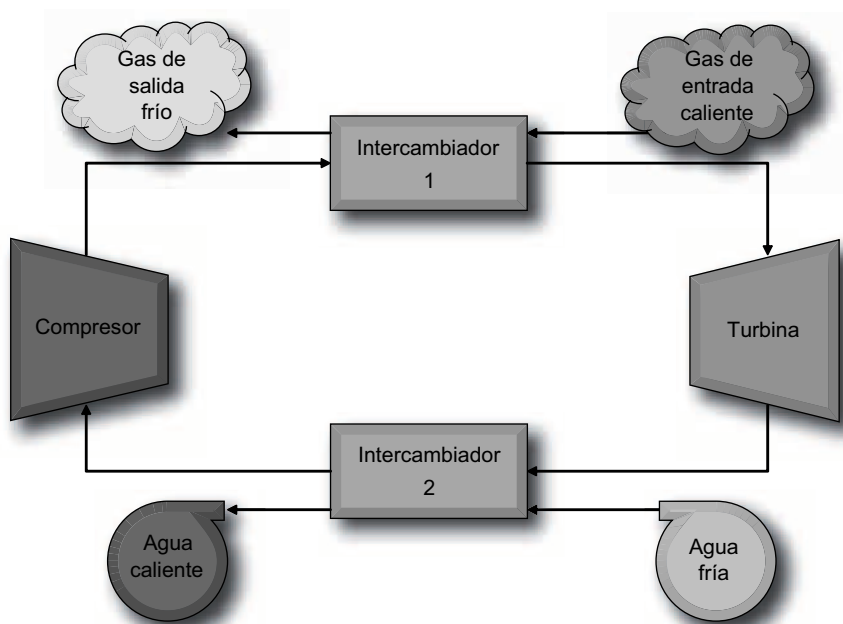 Gas de
salida
frío
Gas de
entrada
caliente
Intercambiador
1
Compresor
Turbina
Intercambiador
2
Agua
caliente
Agua
fría